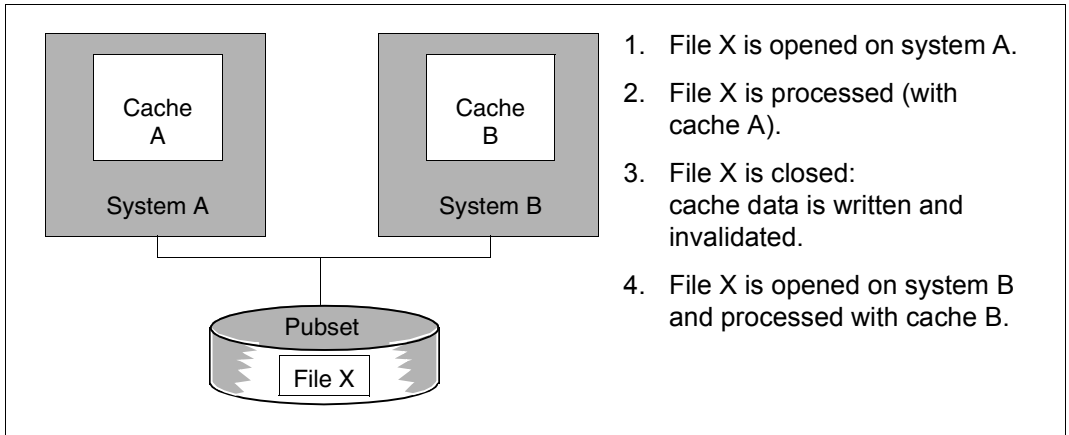 Cache
A
System A
Cache
B
System B
Pubset
File X
1. File X is opened on system A.
2. File X is processed (with
cache A).
3. File X is closed:
cache data is written and
invalidated.
4. File X is opened on system B
and processed with cache B.